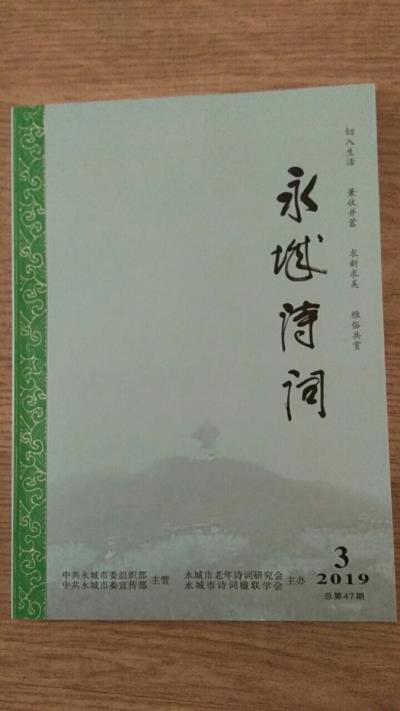 永城诗词
切入生活 兼收并蓄 求新求美 雅俗共赏
中共永城市委组织部
中共永城市委宣传部
主管
永城市老年诗词研究会
永城市诗词楹联学会
主办
3
2019
总第47期